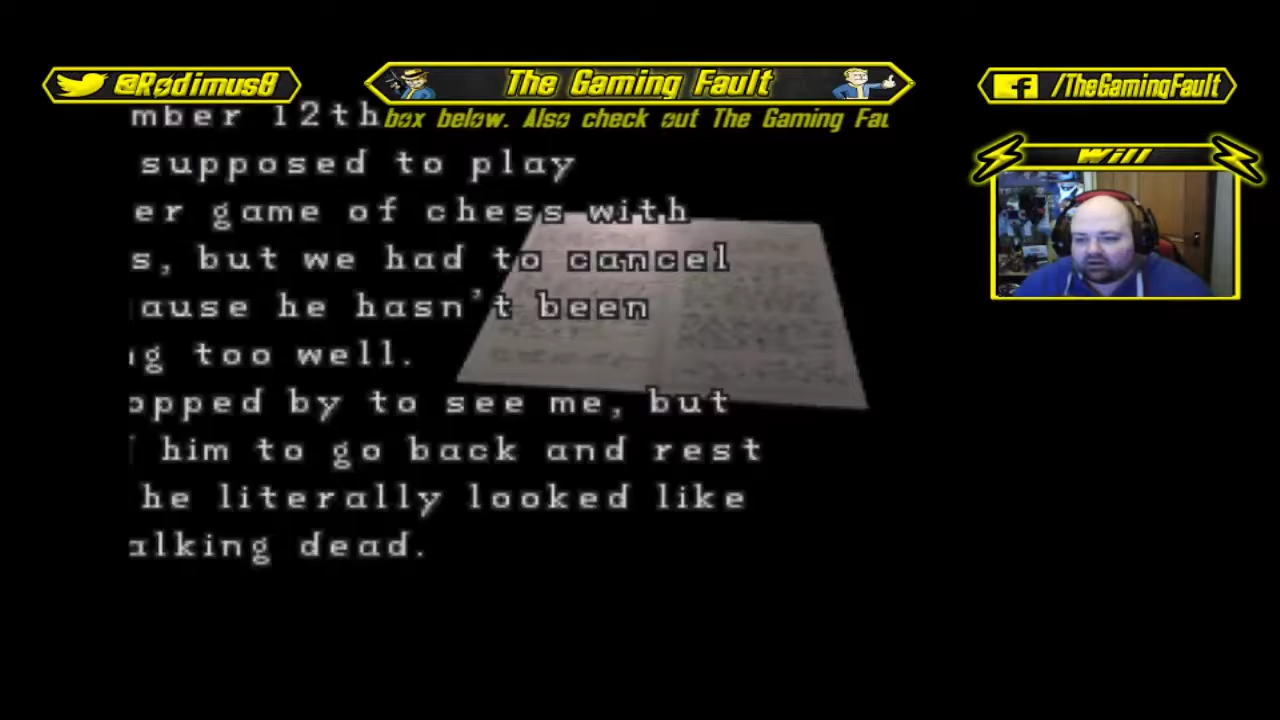 @Rodimus8
The Gaming Fault
/TheGamingFault
box below. Also check out The Gaming Fau
Will
mber 12th
supposed to play
er game of chess with
s, but we had to cancel
ause he hasn't been
g too well.
opped by to see me, but
him to go back and rest
he literally looked like
alking dead.